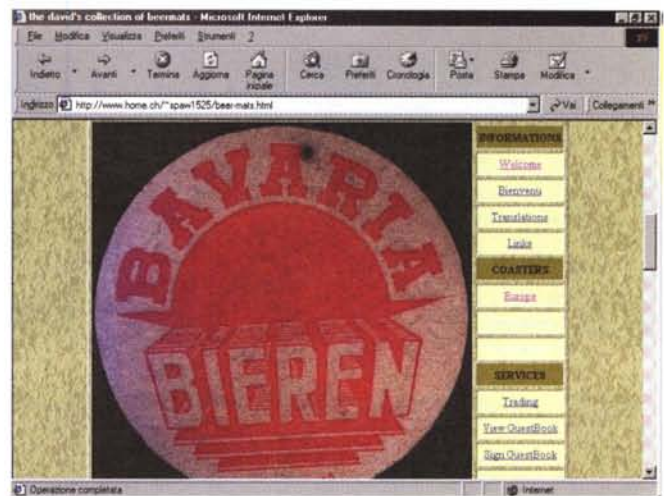 the david's collection of beermats - Microsoft Internet Explorer
File Modifica Visualizza Preferiti Strumenti ?
Indietro Avanti Termina Aggiorna Pagina iniziale Cerca Preferiti Cronologia Posta Stampa Modifica
Indirizzo http://www.home.ch/~spaw1525/beer-mats.html Vai Collegamenti
BAVARIA
BIEREN
INFORMATIONS
Welcome
Bienvenu
Translations
Links
COASTERS
Europe
SERVICES
Trading
View GuestBook
Sign GuestBook
Operazione completata Internet